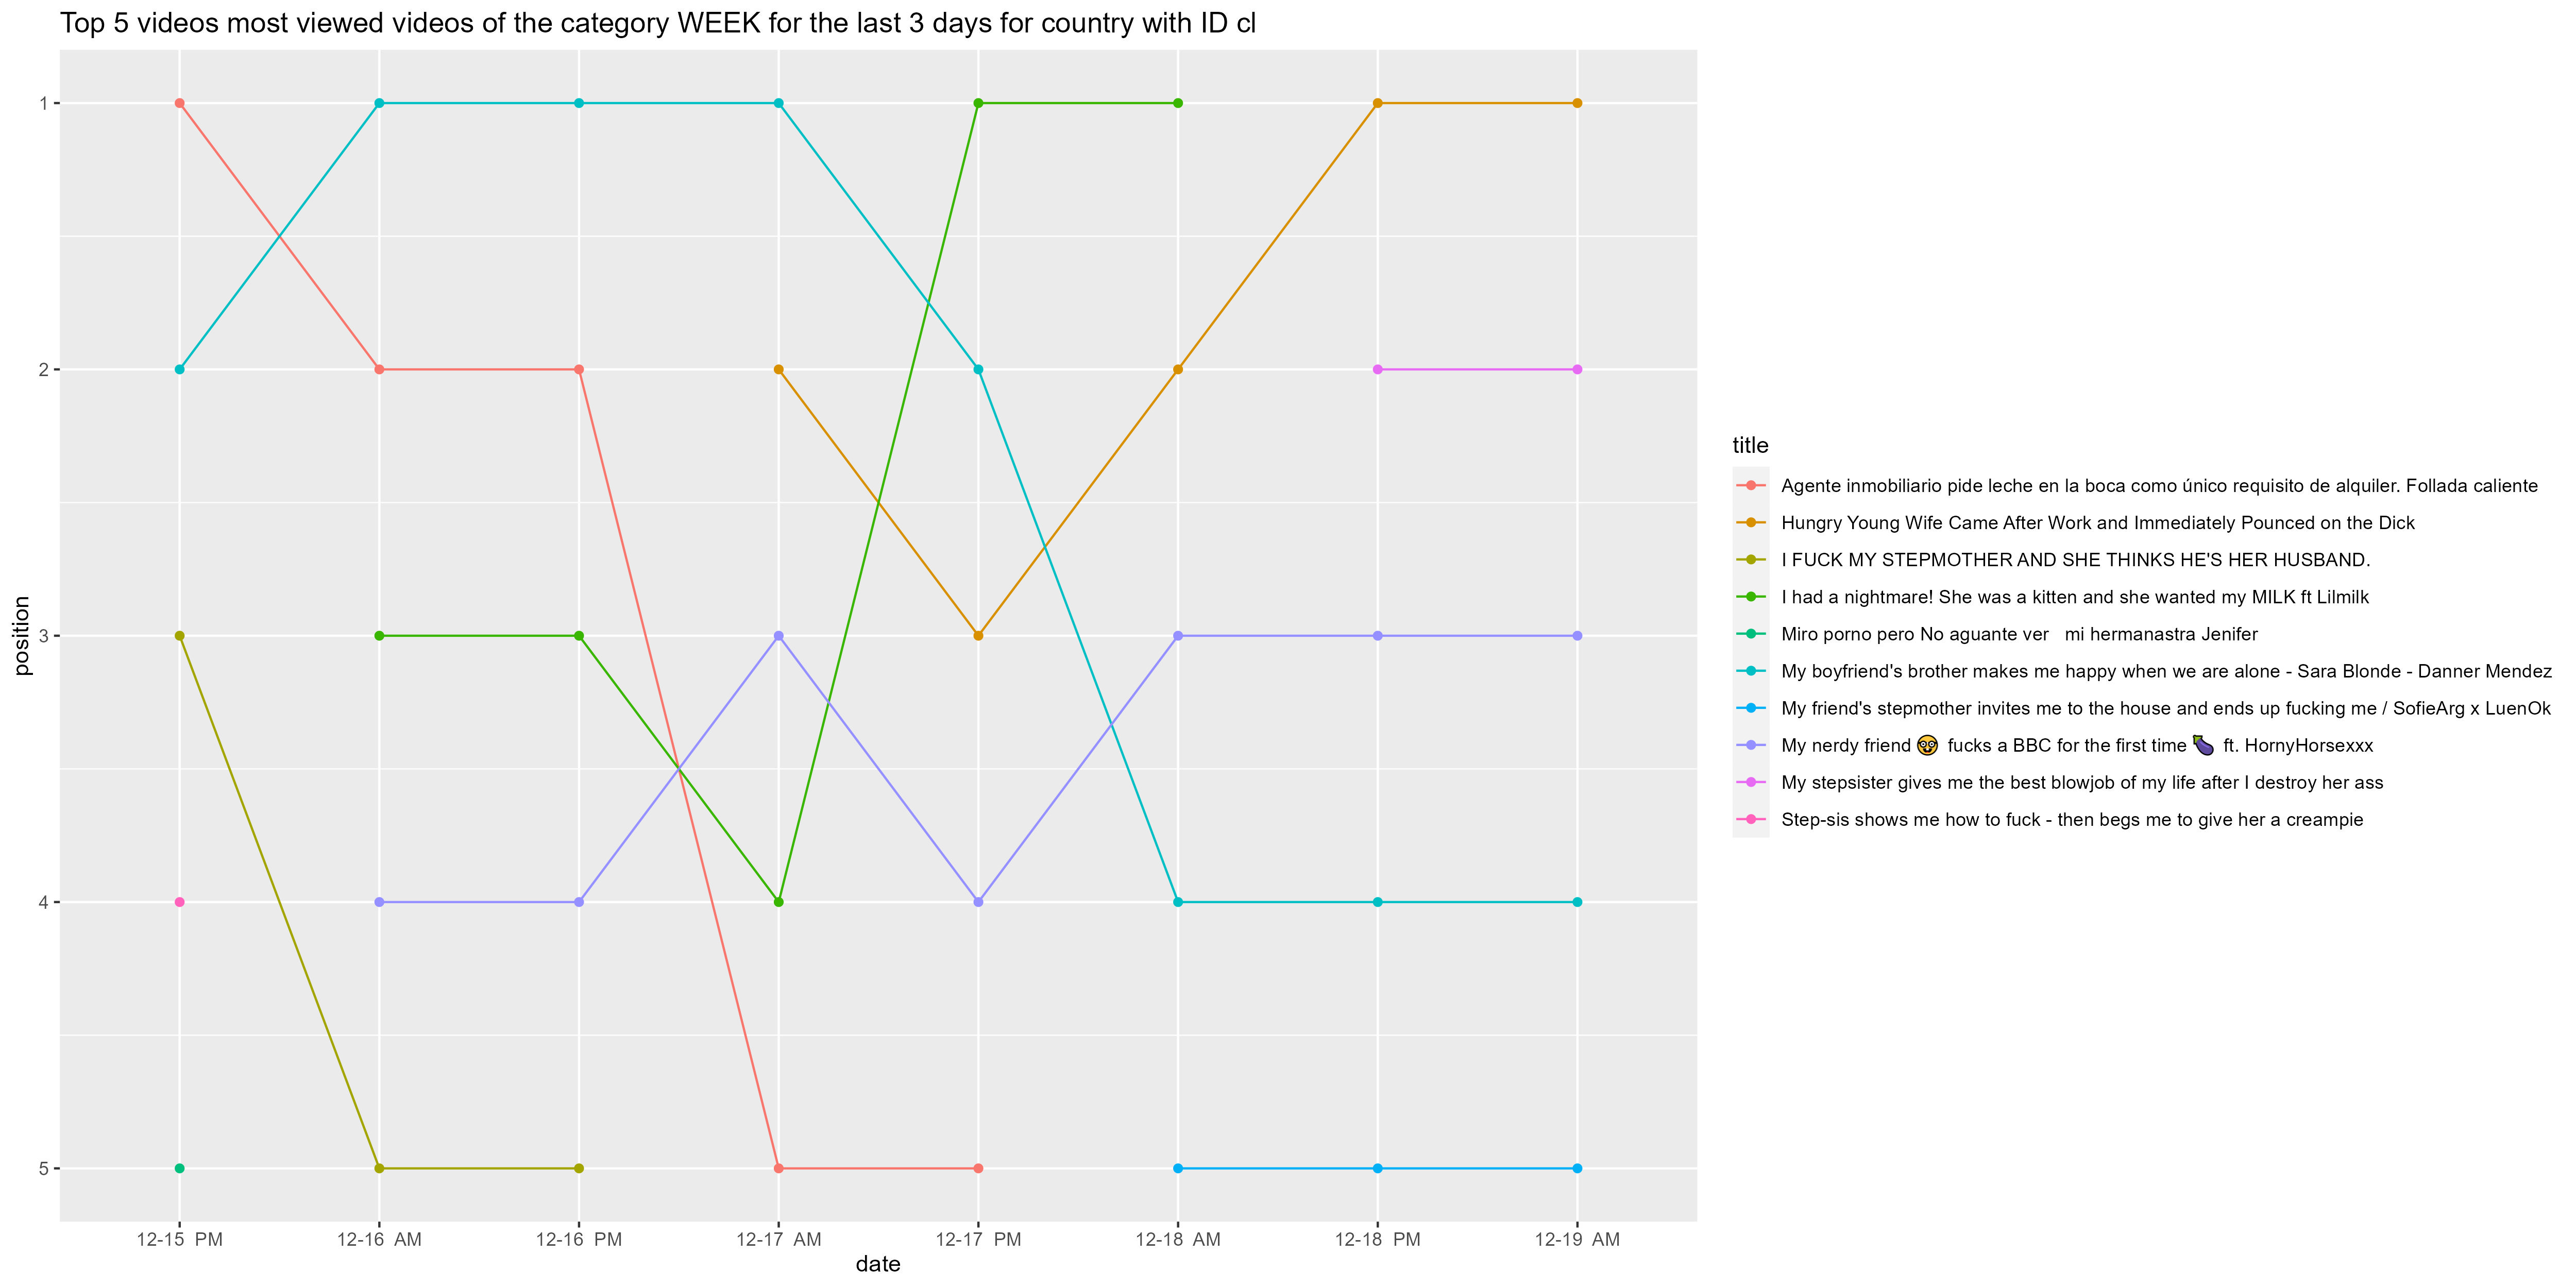 Top 5 videos most viewed videos of the category WEEK for the last 3 days for country with ID cl
position
1
2
3
4
5
12-15 PM
12-16 AM
12-16 PM
12-17 AM
12-17 PM
12-18 AM
12-18 PM
12-19 AM
date
title
Agente inmobiliario pide leche en la boca como único requisito de alquiler. Follada caliente
Hungry Young Wife Came After Work and Immediately Pounced on the Dick
I FUCK MY STEPMOTHER AND SHE THINKS HE'S HER HUSBAND.
I had a nightmare! She was a kitten and she wanted my MILK ft Lilmilk
Miro porno pero No aguante ver mi hermanastra Jenifer
My boyfriend's brother makes me happy when we are alone - Sara Blonde - Danner Mendez
My friend's stepmother invites me to the house and ends up fucking me / SofieArg x LuenOk
My nerdy friend 🤓 fucks a BBC for the first time 🍆 ft. HornyHorsexxx
My stepsister gives me the best blowjob of my life after I destroy her ass
Step-sis shows me how to fuck - then begs me to give her a creampie